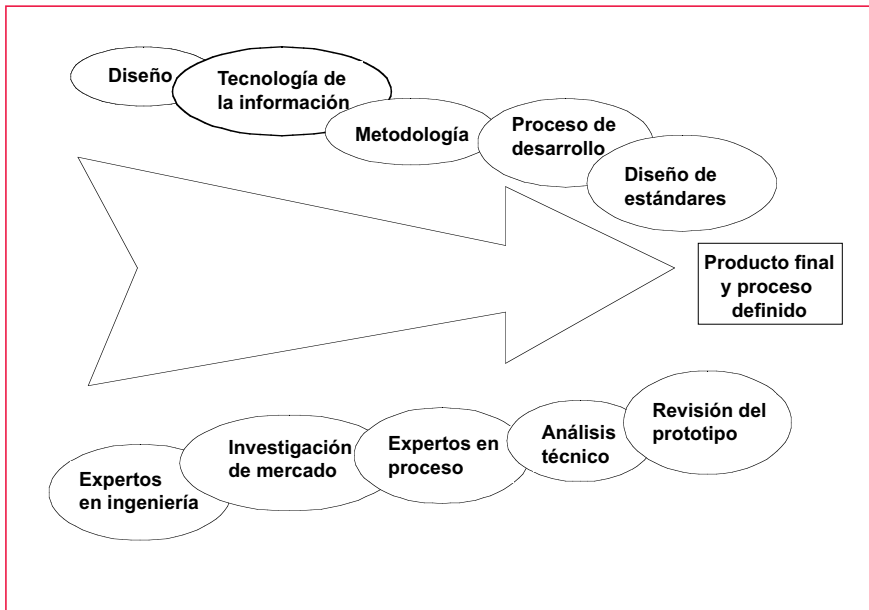 Diseño
Tecnología de
la información
Metodología
Proceso de
desarrollo
Diseño de
estándares
Producto final
y proceso
definido
Expertos
en ingeniería
Investigación
de mercado
Expertos en
proceso
Análisis
técnico
Revisión del
prototipo